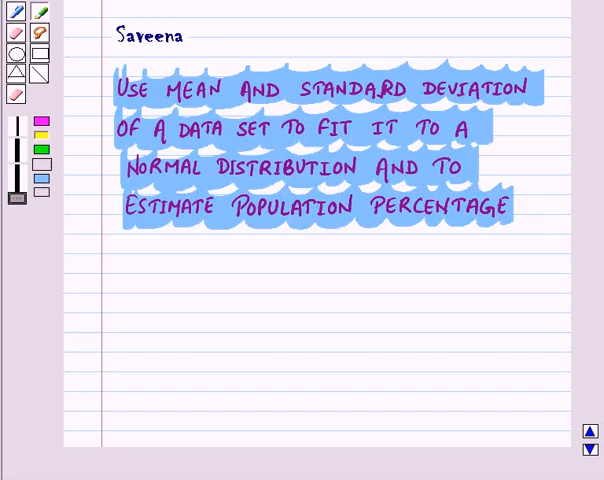 Saveena
USE MEAN AND STANDARD DEVIATION
OF A DATA SET TO FIT IT TO A
NORMAL DISTRIBUTION AND TO
ESTIMATE POPULATION PERCENTAGE